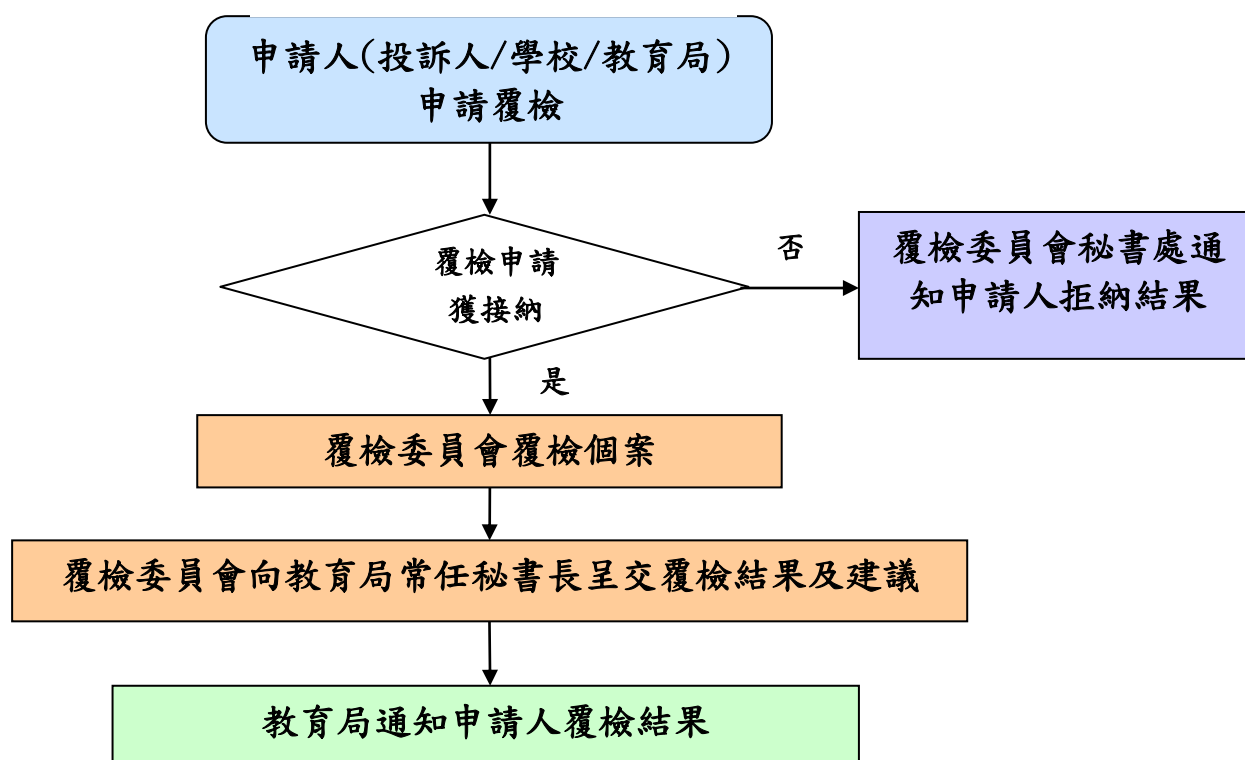 申請人(投訴人/學校/教育局)
申請覆檢
覆檢申請
獲接納
否
覆檢委員會秘書處通
知申請人拒納結果
是
覆檢委員會覆檢個案
覆檢委員會向教育局常任秘書長呈交覆檢結果及建議
教育局通知申請人覆檢結果